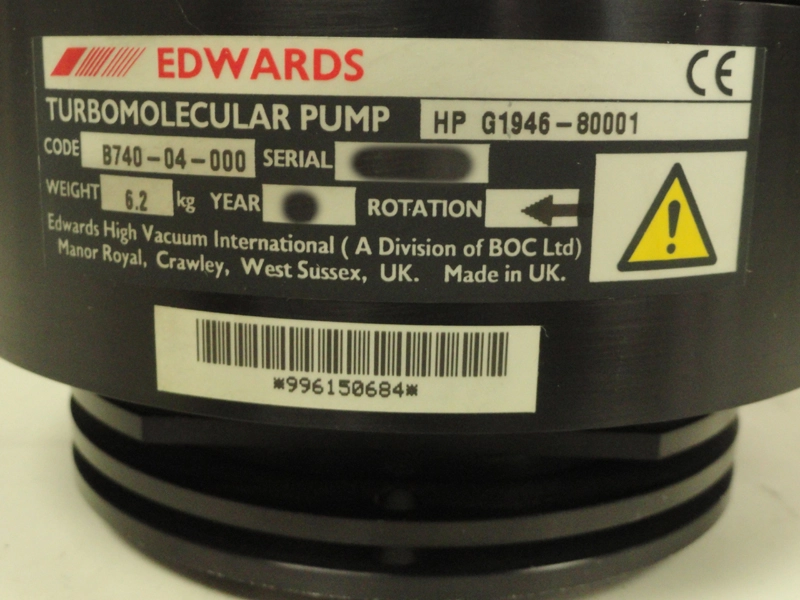 EDWARDS CE
TURBOMOLECULAR PUMP HP G1946-80001
CODE B740-04-000 SERIAL
WEIGHT 6.2 kg YEAR ROTATION
Edwards High Vacuum International ( A Division of BOC Ltd)
Manor Royal, Crawley, West Sussex, UK. Made in UK.
*996150684*